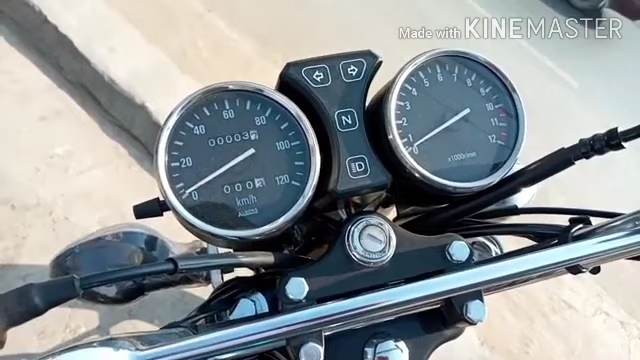 Made with KINEMASTER
0 20 40 60 80 100 120
00003
000
km/h
N
D
0 1 2 3 4 5 6 7 8 9 10 11 12
x1000r/min